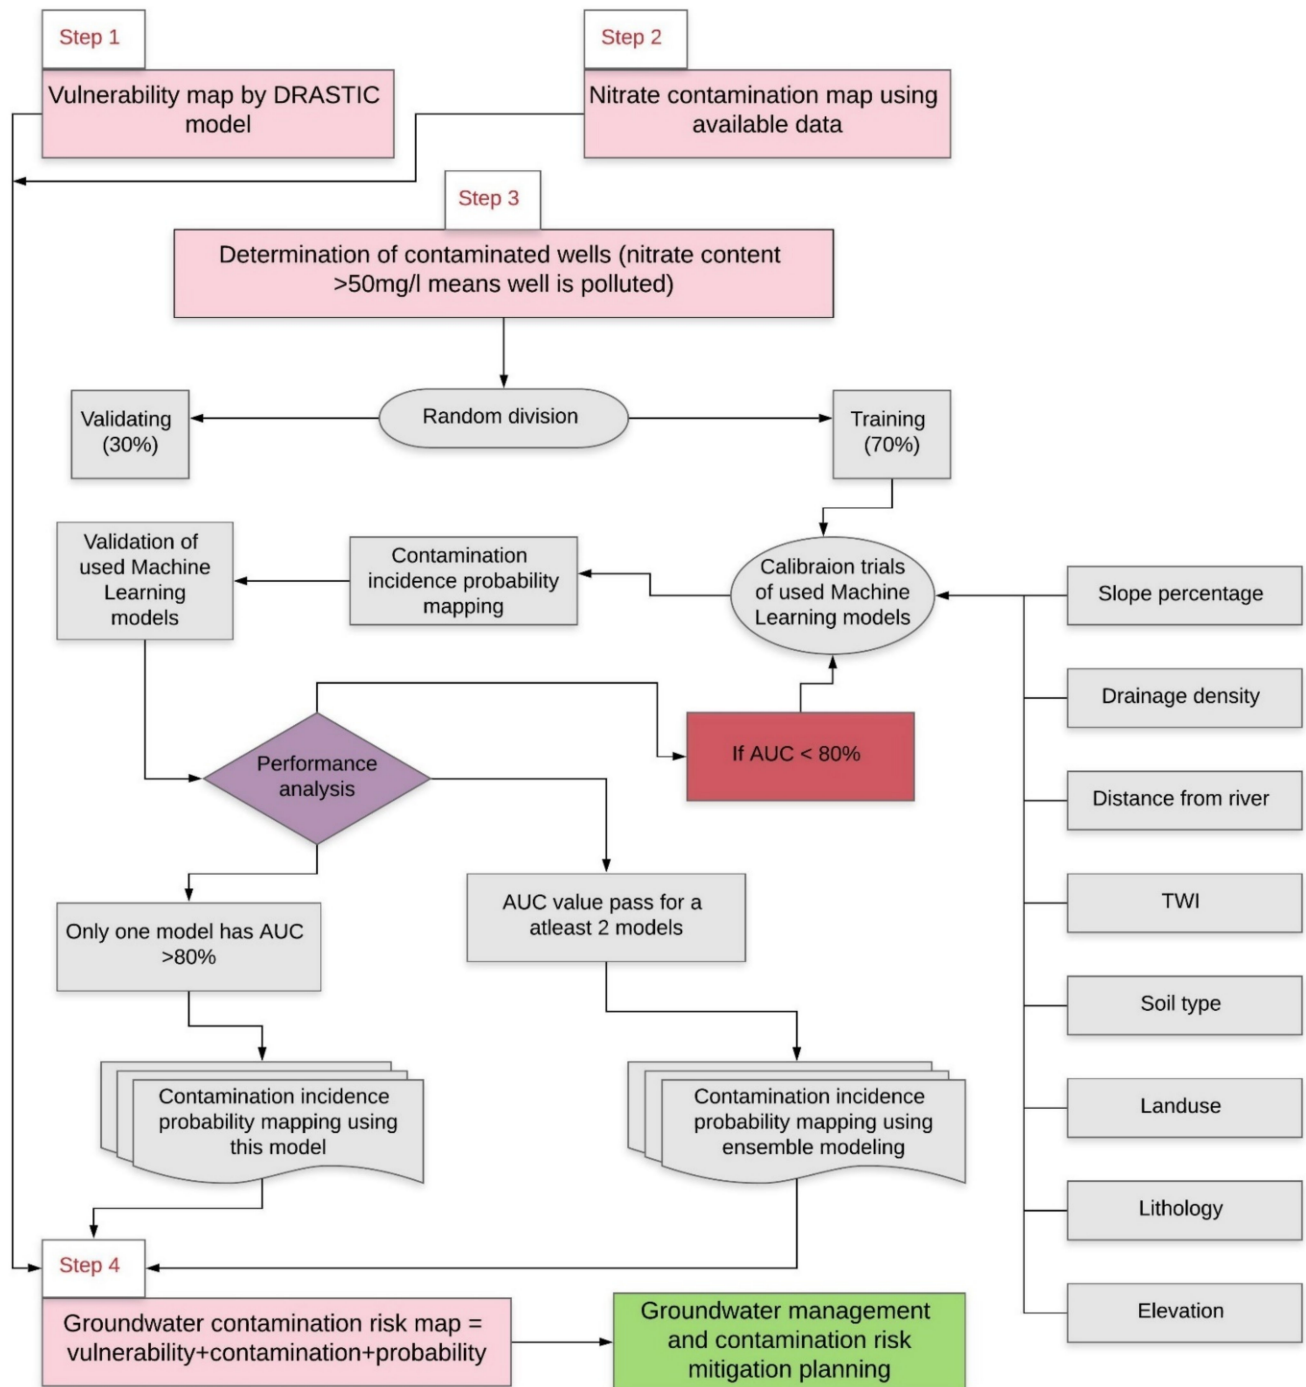 Step 1
Vulnerability map by DRASTIC
model
Step 2
Nitrate contamination map using
available data
Step 3
Determination of contaminated wells (nitrate content
>50mg/l means well is polluted)
Validating
(30%)
Random division
Training
(70%)
Validation of
used Machine
Learning
models
Contamination
incidence probability
mapping
Calibraion trials
of used Machine
Learning models
Slope percentage
Drainage density
Distance from river
TWI
Soil type
Landuse
Lithology
Elevation
Performance
analysis
If AUC < 80%
Only one model has AUC
>80%
AUC value pass for a
atleast 2 models
Contamination incidence
probability mapping using
this model
Contamination incidence
probability mapping using
ensemble modeling
Step 4
Groundwater contamination risk map =
vulnerability+contamination+probability
Groundwater management
and contamination risk
mitigation planning